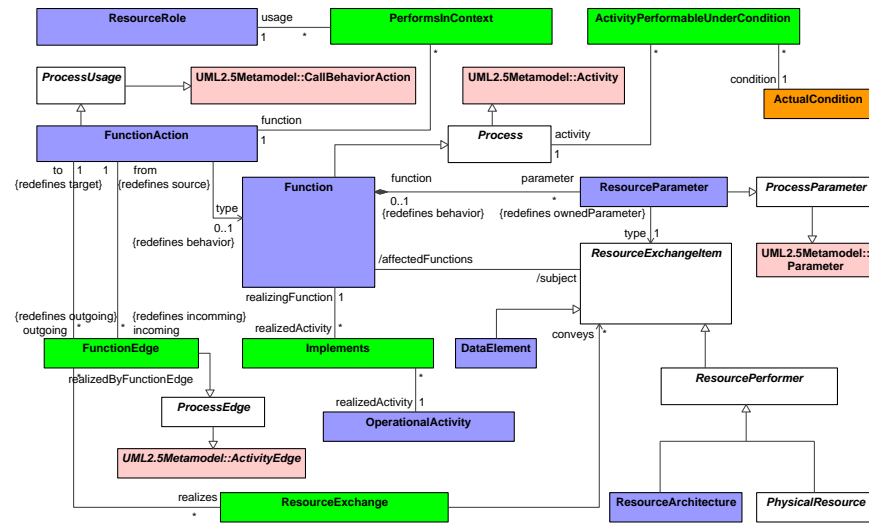 ResourceRole
usage
1
*
PerformsInContext
ActivityPerformableUnderCondition
*
*
*
condition
1
ActualCondition
ProcessUsage
UML2.5Metamodel::CallBehaviorAction
UML2.5Metamodel::Activity
function
1
FunctionAction
Process
activity
1
to
1
1
from
{redefines target}
{redefines source}
type
0..1
{redefines behavior}
Function
function
0..1
{redefines behavior}
parameter
*
{redefines ownedParameter}
ResourceParameter
ProcessParameter
type
1
UML2.5Metamodel::
Parameter
/affectedFunctions
ResourceExchangeItem
/subject
realizingFunction
1
{redefines outgoing}
outgoing
*
*
{redefines incomming}
incoming
realizedActivity
*
conveys
*
FunctionEdge
Implements
DataElement
realizedByFunctionEdge
*
*
ResourcePerformer
ProcessEdge
realizedActivity
1
OperationalActivity
UML2.5Metamodel::ActivityEdge
realizes
*
ResourceExchange
ResourceArchitecture
PhysicalResource